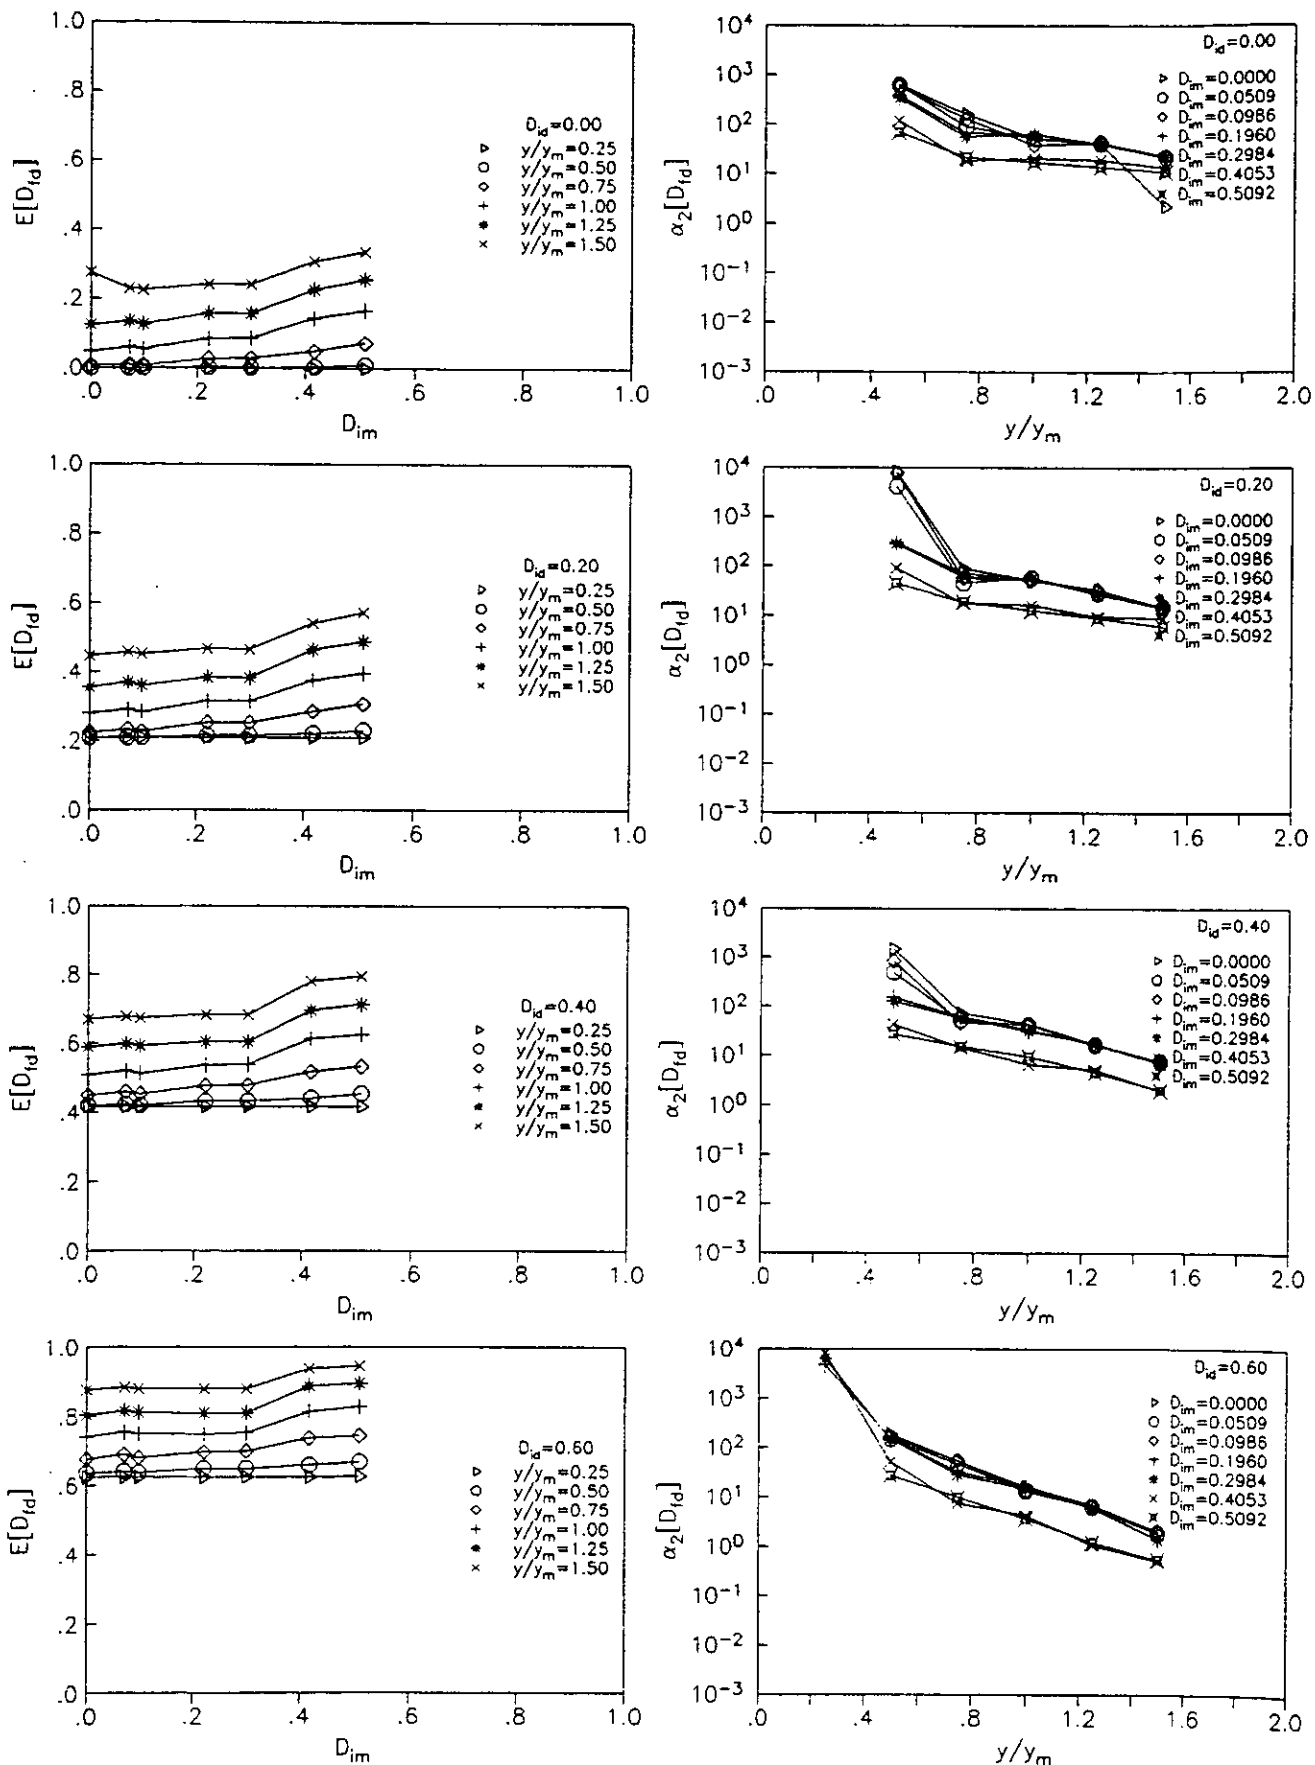 1.0
.8
.6
.4
.2
.0
E[D_fd]
D_id=0.00
y/y_m=0.25
y/y_m=0.50
y/y_m=0.75
y/y_m=1.00
y/y_m=1.25
y/y_m=1.50
.0 .2 .4 .6 .8 1.0
D_im
10^4
10^3
10^2
10^1
10^0
10^-1
10^-2
10^-3
α_2[D_fd]
D_id=0.00
D_im=0.0000
D_im=0.0509
D_im=0.0986
D_im=0.1960
D_im=0.2984
D_im=0.4053
D_im=0.5092
.0 .4 .8 1.2 1.6 2.0
y/y_m
1.0
.8
.6
.4
.2
.0
E[D_fd]
D_id=0.20
y/y_m=0.25
y/y_m=0.50
y/y_m=0.75
y/y_m=1.00
y/y_m=1.25
y/y_m=1.50
.0 .2 .4 .6 .8 1.0
D_im
10^4
10^3
10^2
10^1
10^0
10^-1
10^-2
10^-3
α_2[D_fd]
D_id=0.20
D_im=0.0000
D_im=0.0509
D_im=0.0986
D_im=0.1960
D_im=0.2984
D_im=0.4053
D_im=0.5092
.0 .4 .8 1.2 1.6 2.0
y/y_m
1.0
.8
.6
.4
.2
.0
E[D_fd]
D_id=0.40
y/y_m=0.25
y/y_m=0.50
y/y_m=0.75
y/y_m=1.00
y/y_m=1.25
y/y_m=1.50
.0 .2 .4 .6 .8 1.0
D_im
10^4
10^3
10^2
10^1
10^0
10^-1
10^-2
10^-3
α_2[D_fd]
D_id=0.40
D_im=0.0000
D_im=0.0509
D_im=0.0986
D_im=0.1960
D_im=0.2984
D_im=0.4053
D_im=0.5092
.0 .4 .8 1.2 1.6 2.0
y/y_m
1.0
.8
.6
.4
.2
.0
E[D_fd]
D_id=0.60
y/y_m=0.25
y/y_m=0.50
y/y_m=0.75
y/y_m=1.00
y/y_m=1.25
y/y_m=1.50
.0 .2 .4 .6 .8 1.0
D_im
10^4
10^3
10^2
10^1
10^0
10^-1
10^-2
10^-3
α_2[D_fd]
D_id=0.60
D_im=0.0000
D_im=0.0509
D_im=0.0986
D_im=0.1960
D_im=0.2984
D_im=0.4053
D_im=0.5092
.0 .4 .8 1.2 1.6 2.0
y/y_m